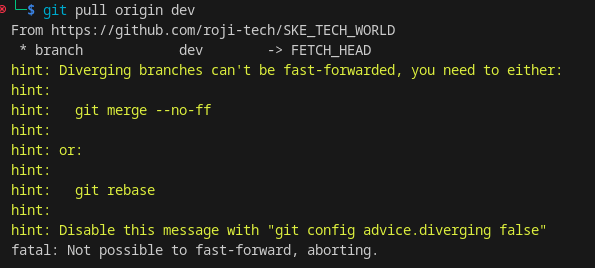 └─$ git pull origin dev
From https://github.com/roji-tech/SKE_TECH_WORLD
 * branch            dev        -> FETCH_HEAD
hint: Diverging branches can't be fast-forwarded, you need to either:
hint:
hint:   git merge --no-ff
hint:
hint: or:
hint:
hint:   git rebase
hint:
hint: Disable this message with "git config advice.diverging false"
fatal: Not possible to fast-forward, aborting.